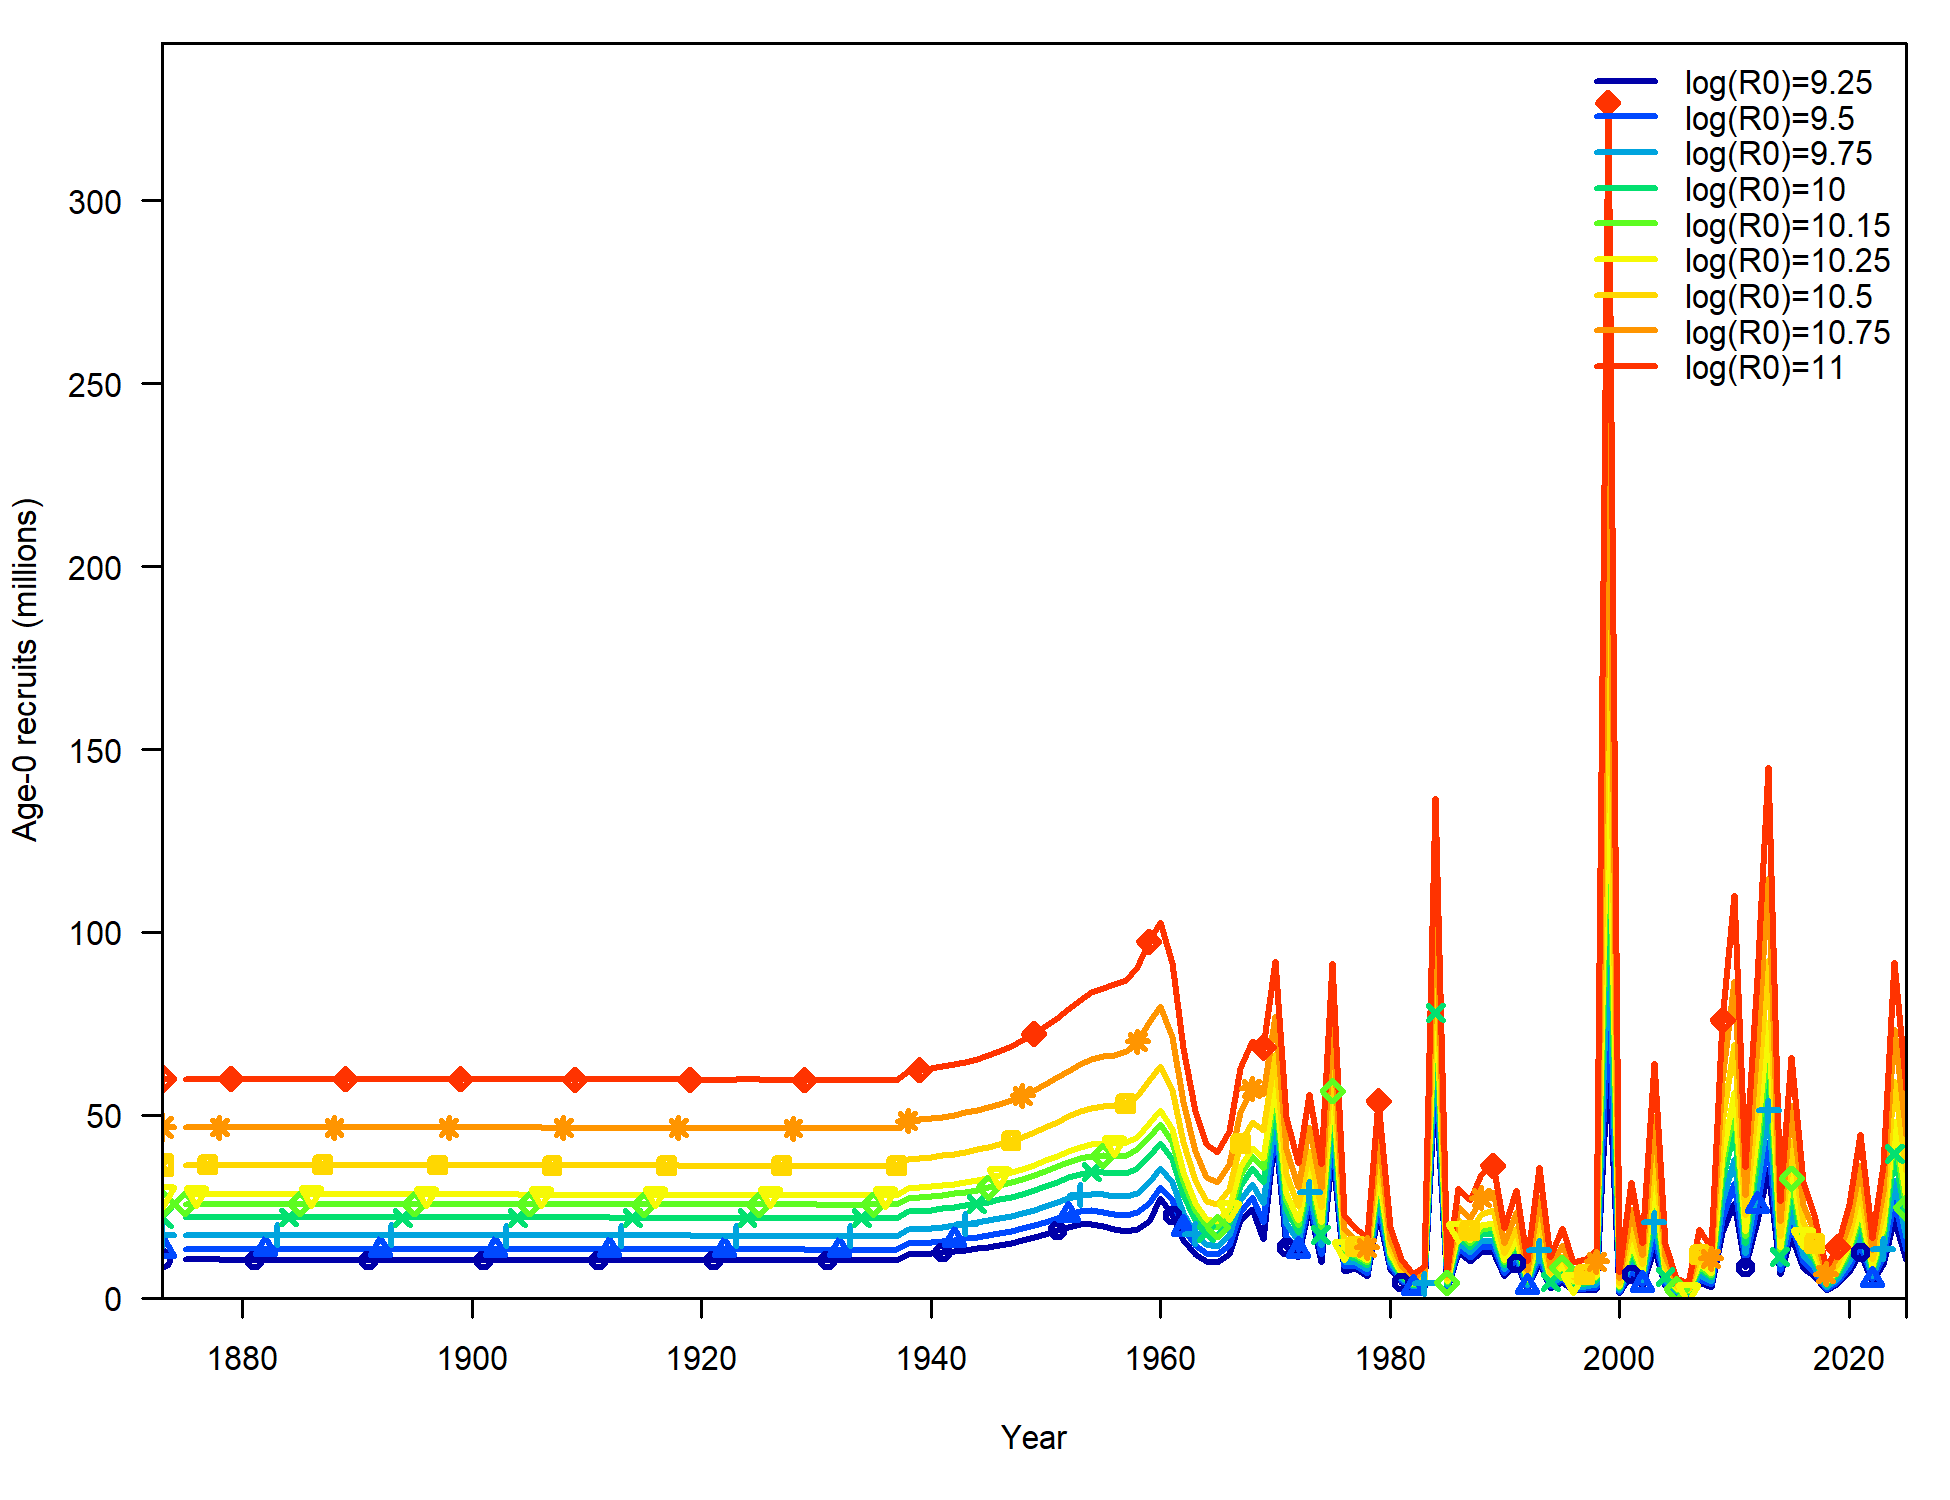 log(R0)=9.25
log(R0)=9.5
log(R0)=9.75
log(R0)=10
log(R0)=10.15
log(R0)=10.25
log(R0)=10.5
log(R0)=10.75
log(R0)=11
Age-0 recruits (millions)
300
250
200
150
100
50
0
1880 1900 1920 1940 1960 1980 2000 2020
Year